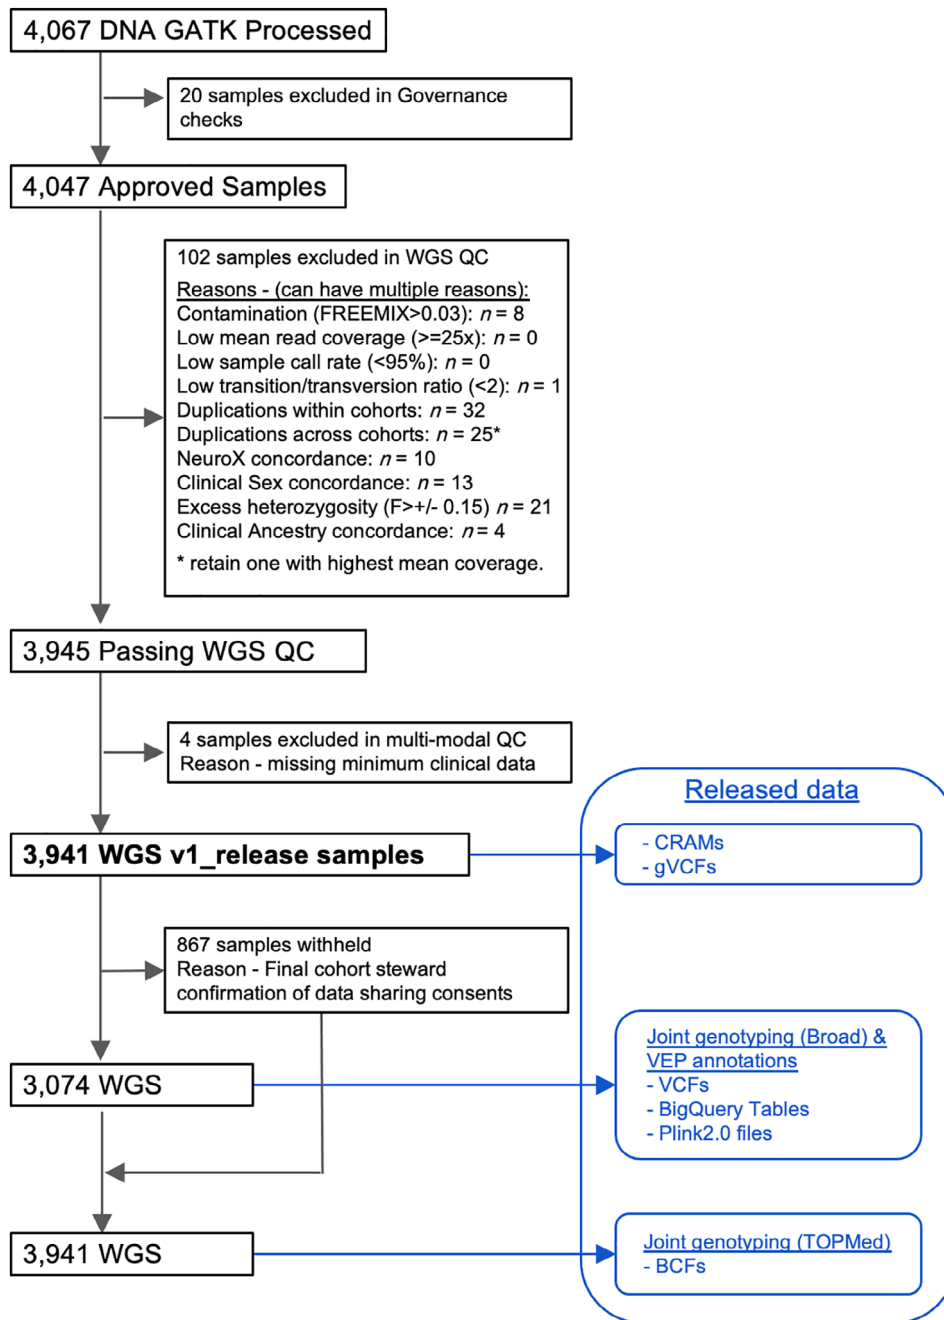 4,067 DNA GATK Processed
20 samples excluded in Governance
checks
4,047 Approved Samples
102 samples excluded in WGS QC
Reasons - (can have multiple reasons):
Contamination (FREEMIX>0.03): n = 8
Low mean read coverage (>=25x): n = 0
Low sample call rate (<95%): n = 0
Low transition/transversion ratio (<2): n = 1
Duplications within cohorts: n = 32
Duplications across cohorts: n = 25*
NeuroX concordance: n = 10
Clinical Sex concordance: n = 13
Excess heterozygosity (F>+/- 0.15) n = 21
Clinical Ancestry concordance: n = 4
* retain one with highest mean coverage.
3,945 Passing WGS QC
4 samples excluded in multi-modal QC
Reason - missing minimum clinical data
Released data
3,941 WGS v1_release samples
- CRAMs
- gVCFs
867 samples withheld
Reason - Final cohort steward
confirmation of data sharing consents
3,074 WGS
Joint genotyping (Broad) &
VEP annotations
- VCFs
- BigQuery Tables
- Plink2.0 files
3,941 WGS
Joint genotyping (TOPMed)
- BCFs